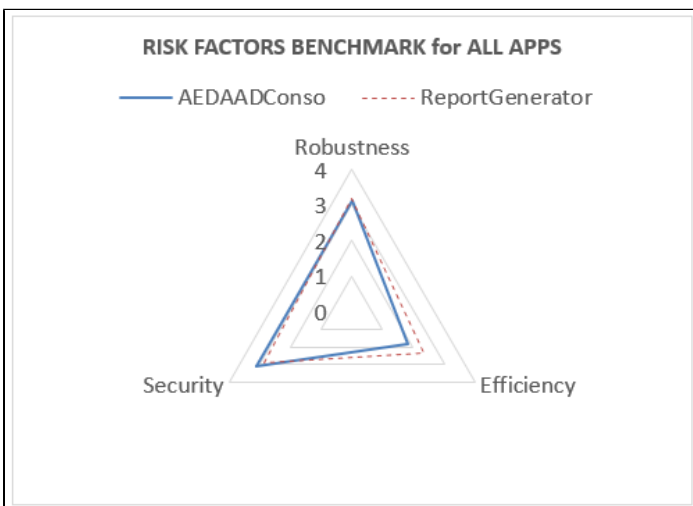 RISK FACTORS BENCHMARK for ALL APPS
AEDAADConso ReportGenerator
Robustness
4
3
2
1
0
Security Efficiency